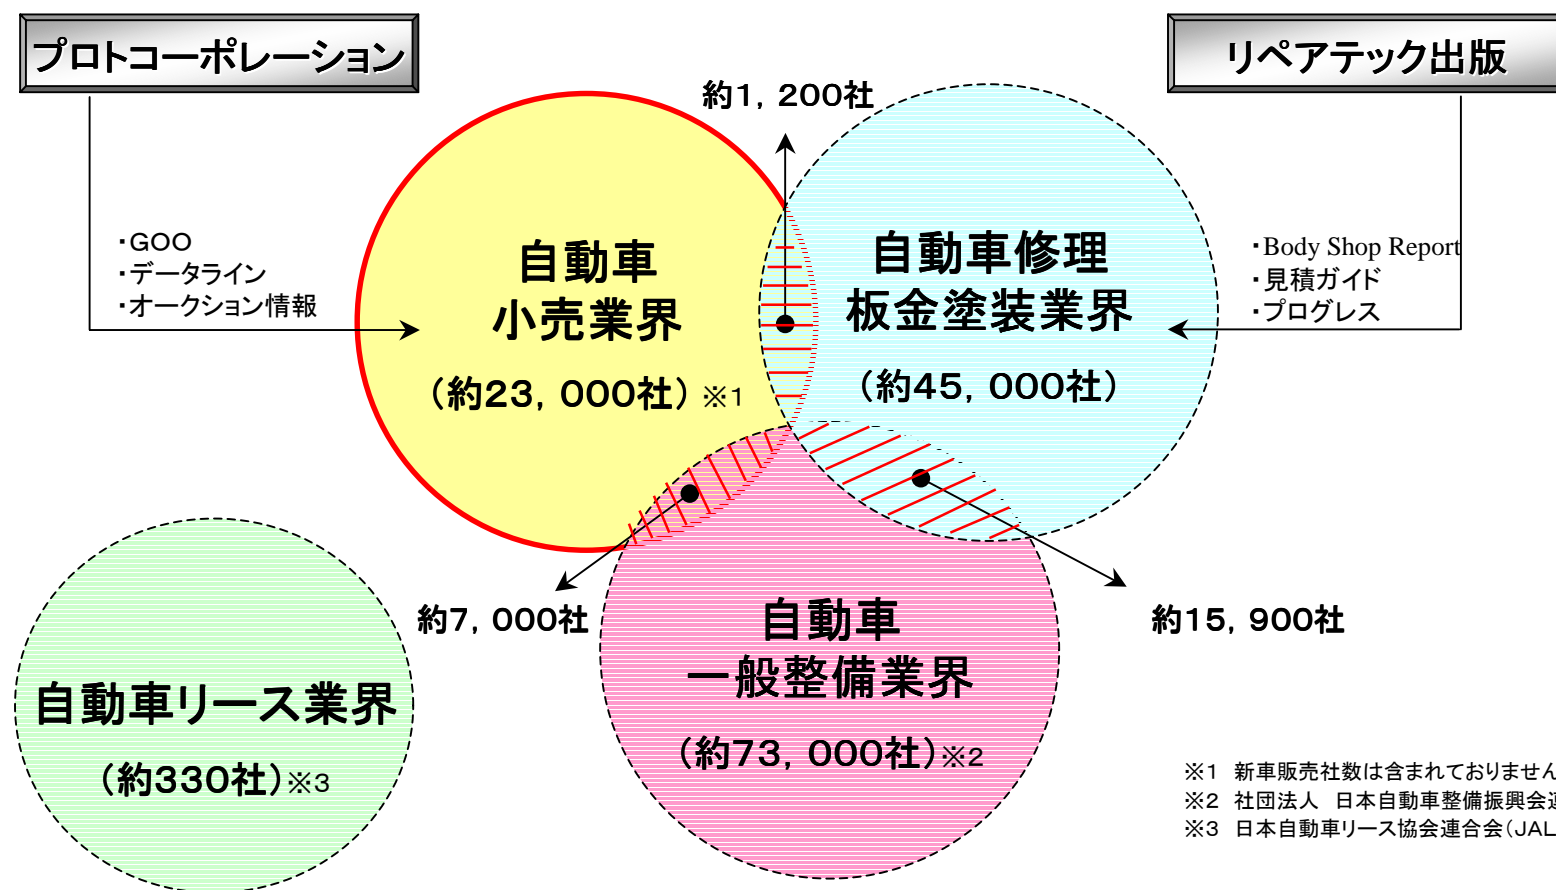 プロトコーポレーション
リペアテック出版
約1,200社
・GOO
・データライン
・オークション情報
・Body Shop Report
・見積ガイド
・プログレス
自動車
小売業界
(約23,000社)※1
自動車修理
板金塗装業界
(約45,000社)
約7,000社
約15,900社
自動車
一般整備業界
(約73,000社)※2
自動車リース業界
(約330社)※3
※1 新車販売社数は含まれておりません
※2 社団法人 日本自動車整備振興会連
※3 日本自動車リース協会連合会(JAL